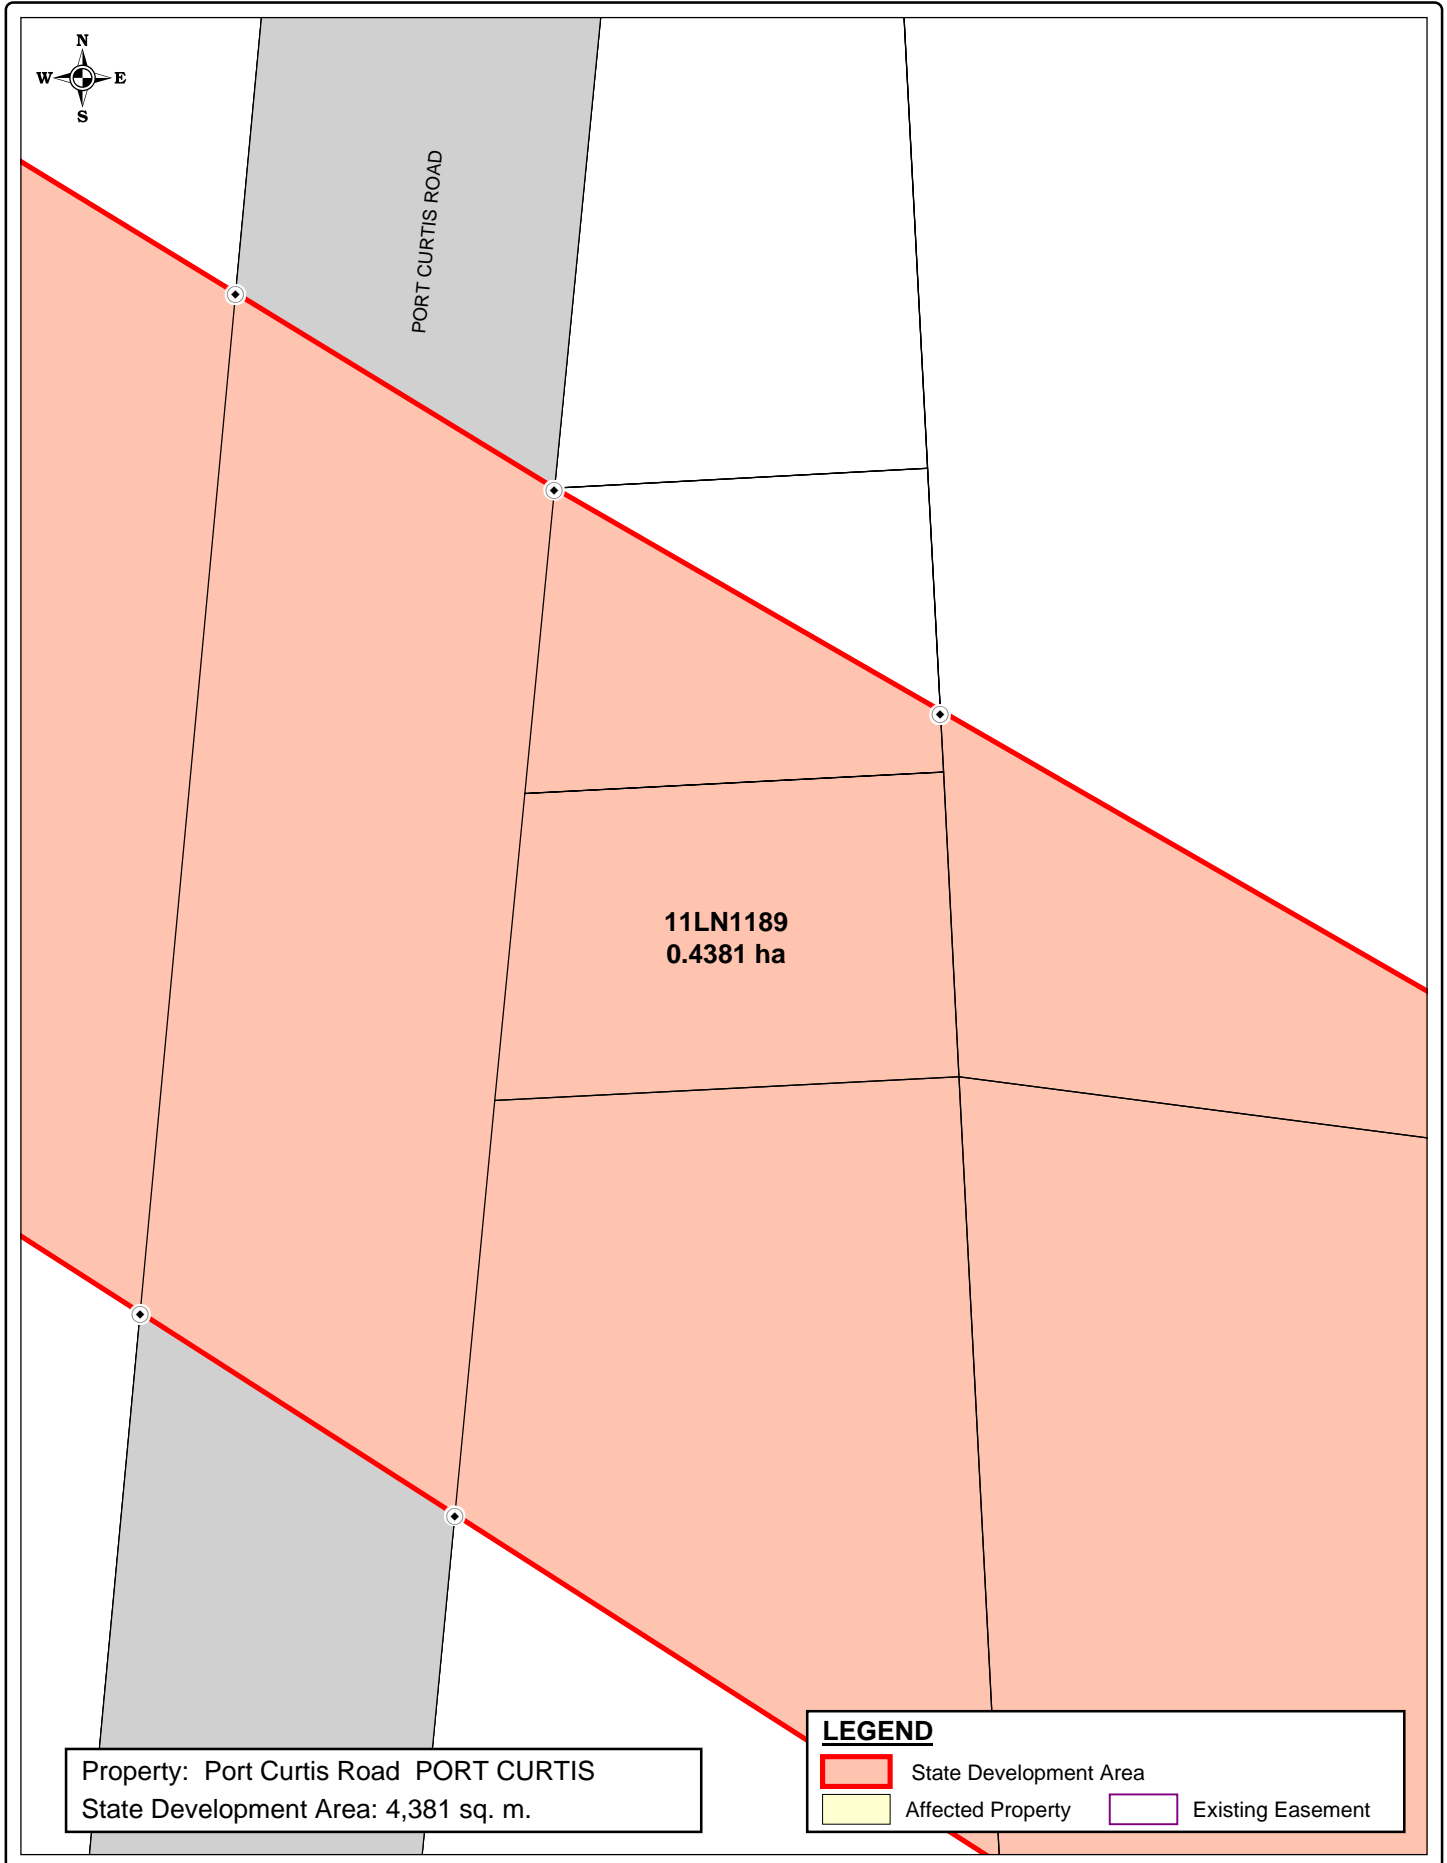 N
W E
S
PORT CURTIS ROAD
11LN1189
0.4381 ha
Property: Port Curtis Road PORT CURTIS
State Development Area: 4,381 sq. m.
LEGEND
State Development Area
Affected Property Existing Easement